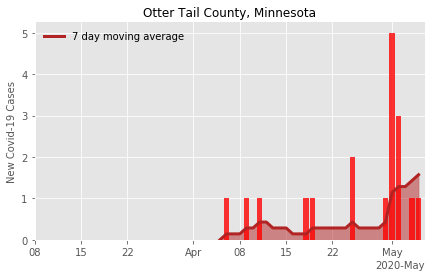 Otter Tail County, Minnesota
7 day moving average
New Covid-19 Cases
5
4
3
2
1
0
08 15 22 Apr 08 15 22 May
2020-May